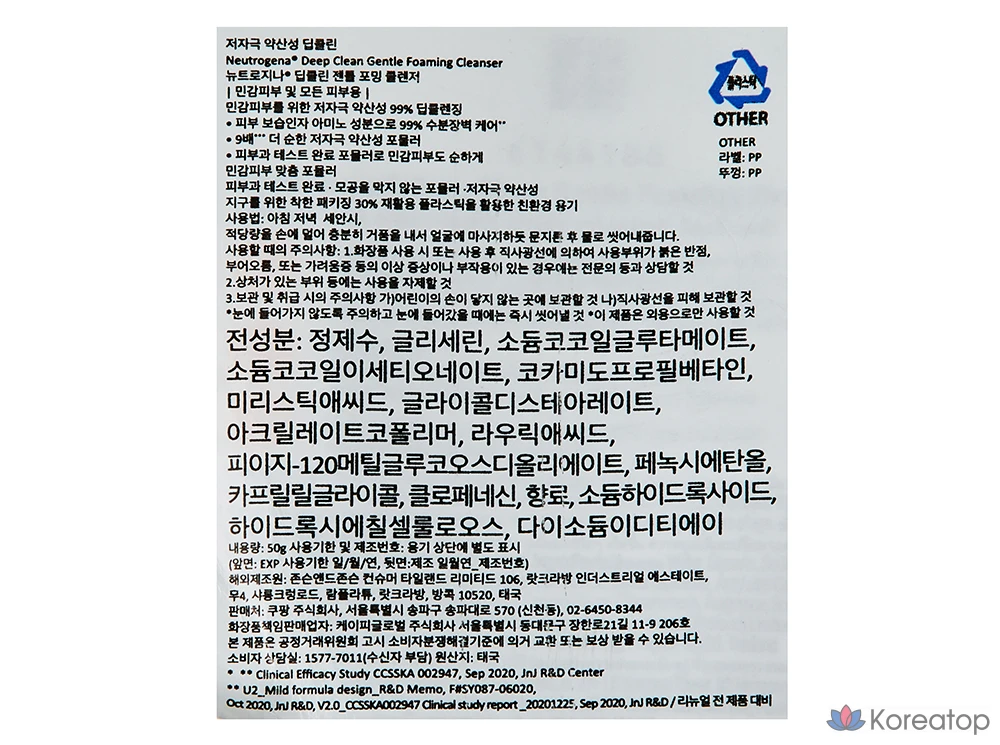 저자극 약산성 딥클린
Neutrogena® Deep Clean Gentle Foaming Cleanser
뉴트로지나® 딥클린 젠틀 포밍 클렌저
| 민감피부 및 모든 피부용 |
민감피부를 위한 저자극 약산성 99% 딥클렌징
• 피부 보습인자 아미노 성분으로 99% 수분장벽 케어**
• 9배*** 더 순한 저자극 약산성 포뮬러
• 피부과 테스트 완료 포뮬러로 민감피부도 순하게
민감피부 맞춤 포뮬러
피부과 테스트 완료 · 모공을 막지 않는 포뮬러 ·저자극 약산성
지구를 위한 착한 패키징 30% 재활용 플라스틱을 활용한 친환경 용기
사용법: 아침 저녁 세안시,
적당량을 손에 덜어 충분히 거품을 내서 얼굴에 마사지하듯 문지른 후 물로 씻어내줍니다.
사용할 때의 주의사항: 1.화장품 사용 시 또는 사용 후 직사광선에 의하여 사용부위가 붉은 반점,
부어오름, 또는 가려움증 등의 이상 증상이나 부작용이 있는 경우에는 전문의 등과 상담할 것
2.상처가 있는 부위 등에는 사용을 자제할 것
3.보관 및 취급 시의 주의사항 가)어린이의 손이 닿지 않는 곳에 보관할 것 나)직사광선을 피해 보관할 것
*눈에 들어가지 않도록 주의하고 눈에 들어갔을 때에는 즉시 씻어낼 것 *이 제품은 외용으로만 사용할 것
전성분: 정제수, 글리세린, 소듐코코일글루타메이트,
소듐코코일이세티오네이트, 코카미도프로필베타인,
미리스틱애씨드, 글라이콜디스테아레이트,
아크릴레이트코폴리머, 라우릭애씨드,
피이지-120메틸글루코오스디올리에이트, 페녹시에탄올,
카프릴릴글라이콜, 클로페네신, 향료, 소듐하이드록사이드,
하이드록시에칠셀룰로오스, 다이소듐이디티에이
내용량: 50g 사용기한 및 제조번호: 용기 상단에 별도 표시
(앞면: EXP 사용기한 일/월/연, 뒷면:제조 일월연_제조번호)
해외제조원: 존슨앤드존슨 컨슈머 타일랜드 리미티드 106, 랏크라방 인더스트리얼 에스테이트,
무4, 사롱크렁로드, 람플라튜, 랏크라방, 방콕 10520, 태국
판매처: 쿠팡 주식회사, 서울특별시 송파구 송파대로 570 (신천동), 02-6450-8344
화장품책임판매업자: 케이피글로벌 주식회사 서울특별시 동대문구 장한로21길 11-9 206호
본 제품은 공정거래위원회 고시 소비자분쟁해결기준에 의거 교환 또는 보상 받을 수 있습니다.
소비자 상담실: 1577-7011(수신자 부담) 원산지: 태국
* ** Clinical Efficacy Study CCSSKA 002947, Sep 2020, JnJ R&D Center
** U2_Mild formula design_R&D Memo, F#SY087-06020,
Oct 2020, JnJ R&D, V2.0_CCSSKA002947 Clinical study report _20201225, Sep 2020, JnJ R&D / 리뉴얼 전 제품 대비
플라스틱
OTHER
OTHER
라벨: PP
뚜껑: PP
Koreatop